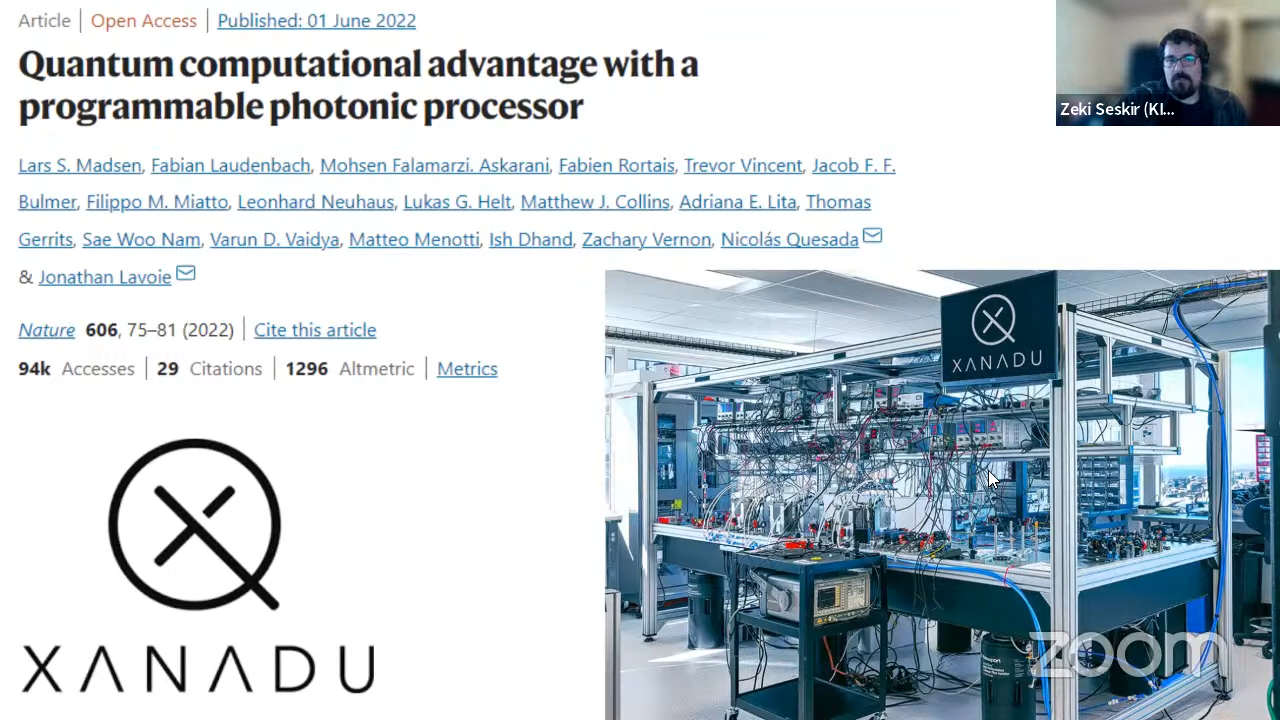 Article | Open Access | Published: 01 June 2022
Quantum computational advantage with a
programmable photonic processor
Lars S. Madsen, Fabian Laudenbach, Mohsen Falamarzi. Askarani, Fabien Rortais, Trevor Vincent, Jacob F. F.
Bulmer, Filippo M. Miatto, Leonhard Neuhaus, Lukas G. Helt, Matthew J. Collins, Adriana E. Lita, Thomas
Gerrits, Sae Woo Nam, Varun D. Vaidya, Matteo Menotti, Ish Dhand, Zachary Vernon, Nicolás Quesada
& Jonathan Lavoie
Nature 606, 75–81 (2022) | Cite this article
94k Accesses | 29 Citations | 1296 Altmetric | Metrics
XANADU
Zeki Seskir (KI...
XANADU
zoom